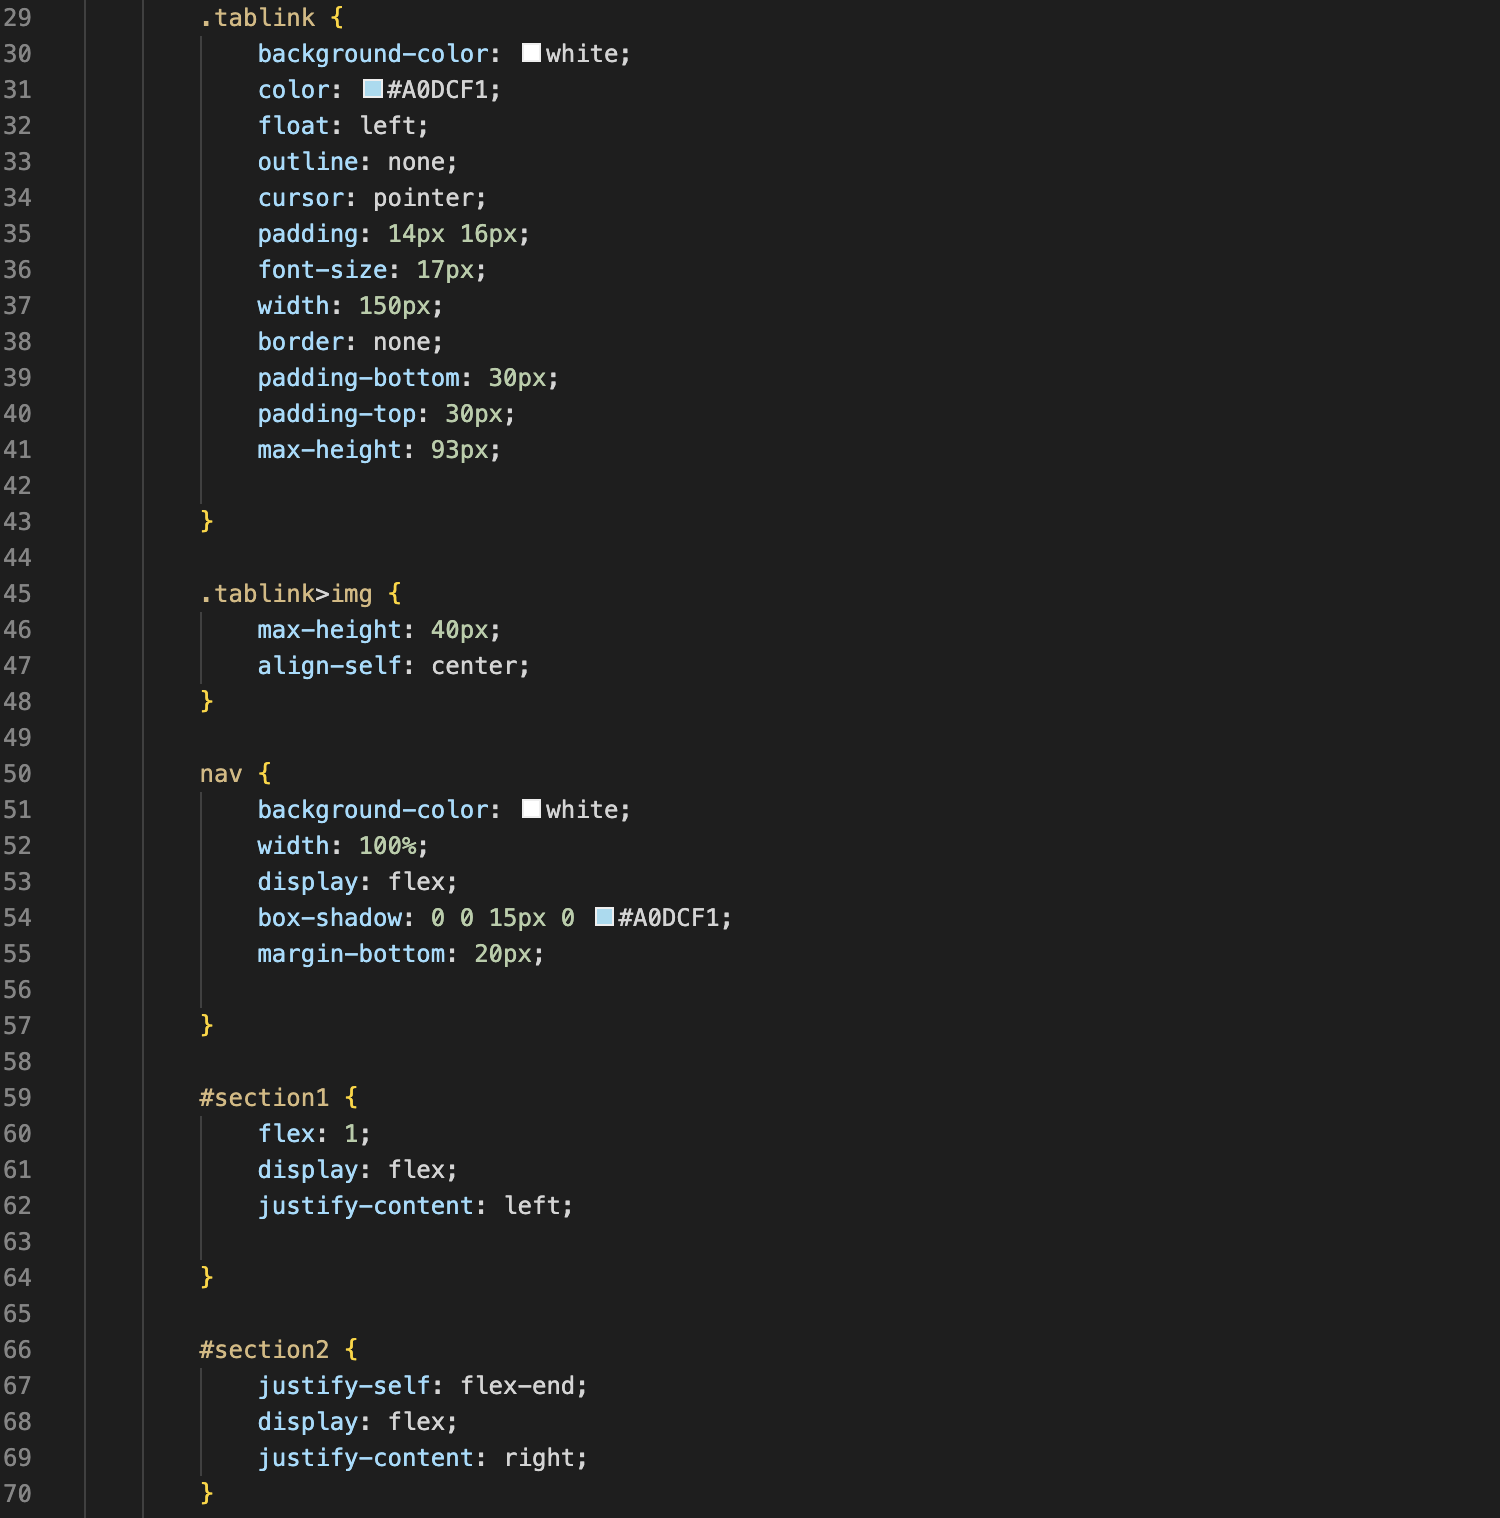 29 .tablink {
30 background-color: white;
31 color: #A0DCF1;
32 float: left;
33 outline: none;
34 cursor: pointer;
35 padding: 14px 16px;
36 font-size: 17px;
37 width: 150px;
38 border: none;
39 padding-bottom: 30px;
40 padding-top: 30px;
41 max-height: 93px;
42
43 }
44
45 .tablink>img {
46 max-height: 40px;
47 align-self: center;
48 }
49
50 nav {
51 background-color: white;
52 width: 100%;
53 display: flex;
54 box-shadow: 0 0 15px 0 #A0DCF1;
55 margin-bottom: 20px;
56
57 }
58
59 #section1 {
60 flex: 1;
61 display: flex;
62 justify-content: left;
63
64 }
65
66 #section2 {
67 justify-self: flex-end;
68 display: flex;
69 justify-content: right;
70 }